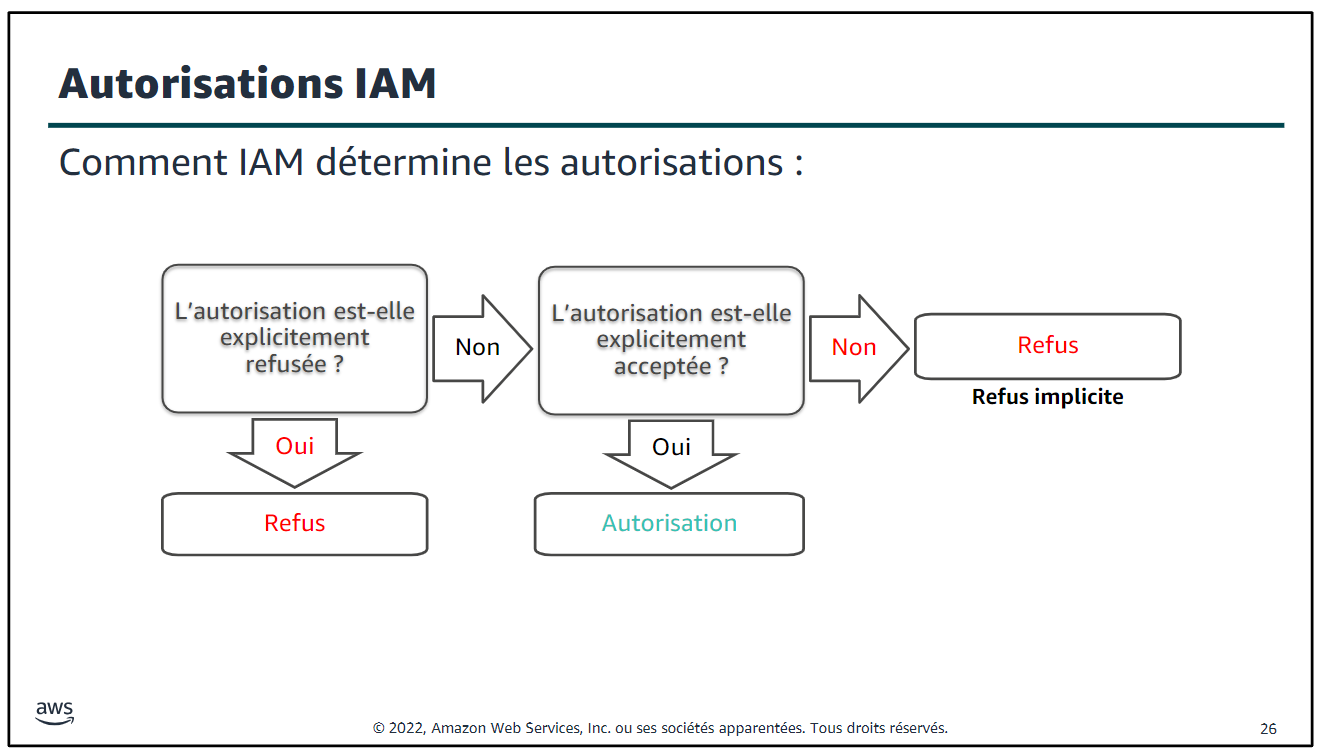 Autorisations IAM
Comment IAM détermine les autorisations :
L'autorisation est-elle
explicitement
refusée ?
Non
L'autorisation est-elle
explicitement
acceptée ?
Non
Refus
Refus implicite
Oui
Oui
Refus
Autorisation
aws
© 2022, Amazon Web Services, Inc. ou ses sociétés apparentées. Tous droits réservés.
26